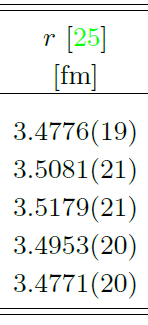 r [25]
[fm]
3.4776(19)
3.5081(21)
3.5179(21)
3.4953(20)
3.4771(20)